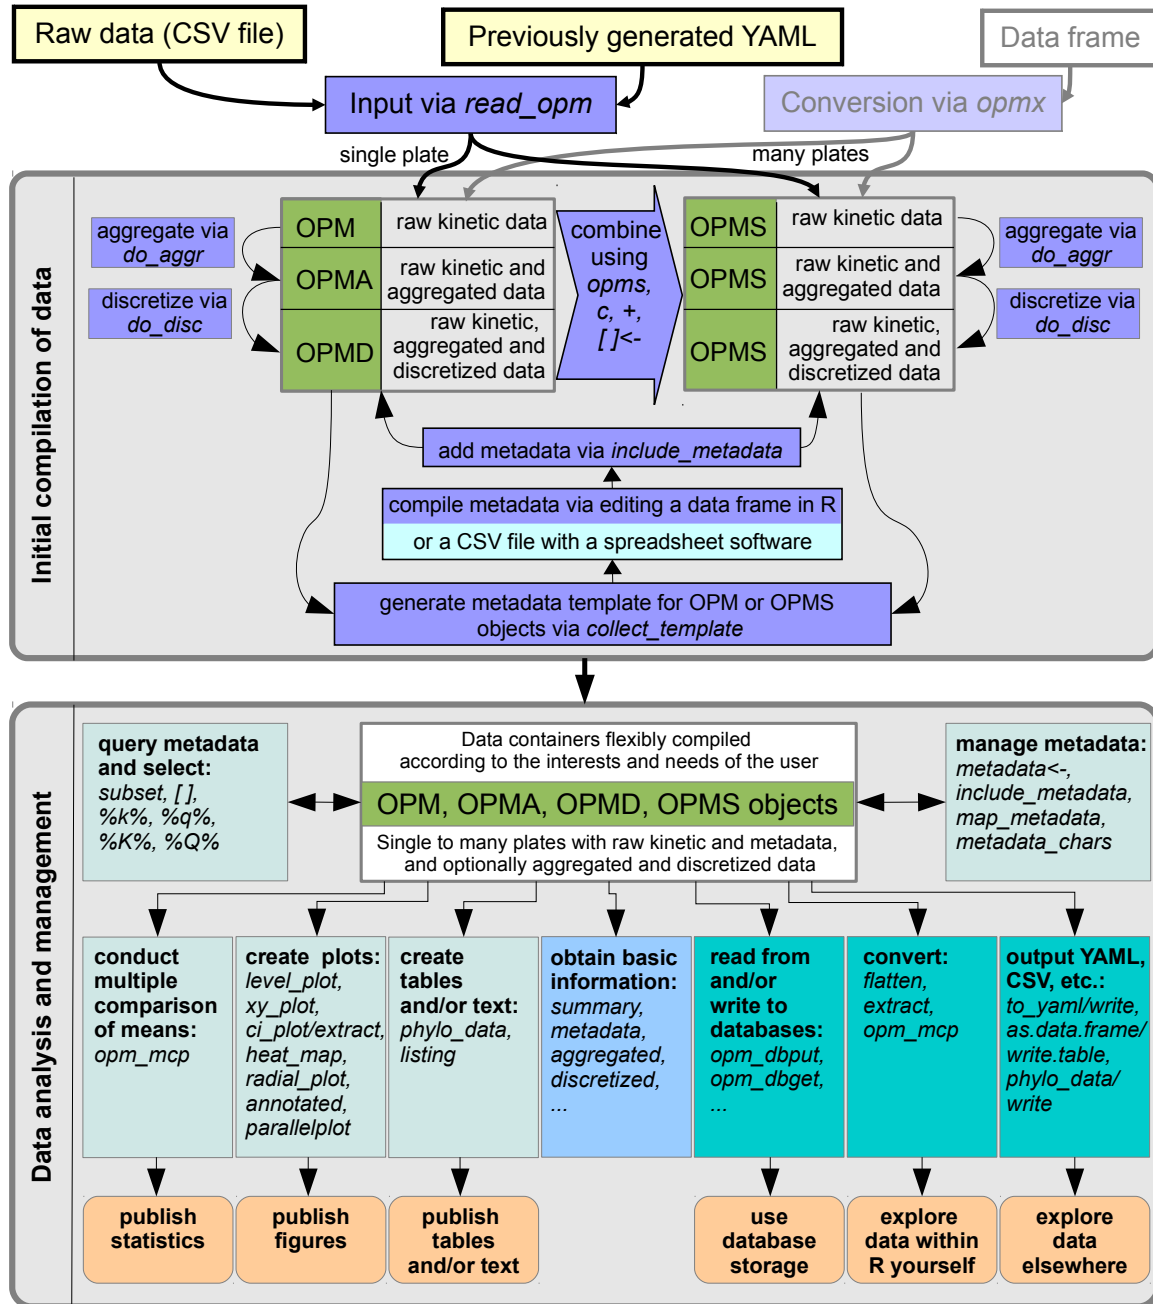 Raw data (CSV file)
Previously generated YAML
Data frame
Input via read_opm
Conversion via opmx
single plate
many plates
Initial compilation of data
aggregate via
do_aggr
discretize via
do_disc
OPM
raw kinetic data
OPMA
raw kinetic and
aggregated data
OPMD
raw kinetic,
aggregated and
discretized data
combine
using
opms,
c, +,
[ ]<-
OPMS
raw kinetic data
OPMS
raw kinetic and
aggregated data
OPMS
raw kinetic,
aggregated and
discretized data
aggregate via
do_aggr
discretize via
do_disc
add metadata via include_metadata
compile metadata via editing a data frame in R
or a CSV file with a spreadsheet software
generate metadata template for OPM or OPMS
objects via collect_template
Data analysis and management
query metadata
and select:
subset, [ ],
%k%, %q%,
%K%, %Q%
Data containers flexibly compiled
according to the interests and needs of the user
OPM, OPMA, OPMD, OPMS objects
Single to many plates with raw kinetic and metadata,
and optionally aggregated and discretized data
manage metadata:
metadata<-,
include_metadata,
map_metadata,
metadata_chars
conduct
multiple
comparison
of means:
opm_mcp
create plots:
level_plot,
xy_plot,
ci_plot/extract,
heat_map,
radial_plot,
annotated,
parallelplot
create
tables
and/or text:
phylo_data,
listing
obtain basic
information:
summary,
metadata,
aggregated,
discretized,
...
read from
and/or
write to
databases:
opm_dbput,
opm_dbget,
...
convert:
flatten,
extract,
opm_mcp
output YAML,
CSV, etc.:
to_yaml/write,
as.data.frame/
write.table,
phylo_data/
write
publish
statistics
publish
figures
publish
tables
and/or text
use
database
storage
explore
data within
R yourself
explore
data
elsewhere